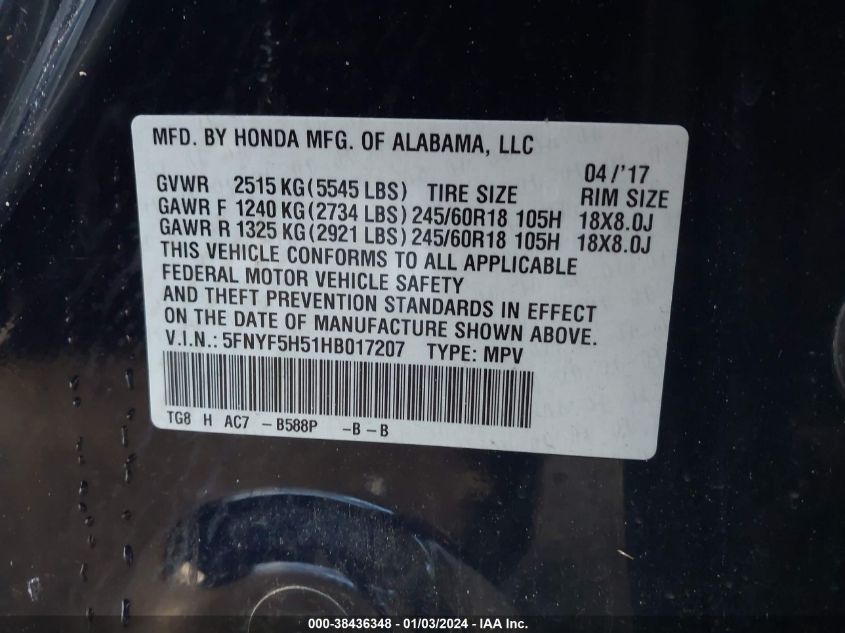 MFD. BY HONDA MFG. OF ALABAMA, LLC
04/'17
GVWR 2515 KG(5545 LBS) TIRE SIZE RIM SIZE
GAWR F 1240 KG(2734 LBS) 245/60R18 105H 18X8.0J
GAWR R 1325 KG(2921 LBS) 245/60R18 105H 18X8.0J
THIS VEHICLE CONFORMS TO ALL APPLICABLE
FEDERAL MOTOR VEHICLE SAFETY
AND THEFT PREVENTION STANDARDS IN EFFECT
ON THE DATE OF MANUFACTURE SHOWN ABOVE.
V.I.N.: 5FNYF5H51HB017207 TYPE: MPV
TG8 H AC7 - B588P - B - B
000-38436348 - 01/03/2024 - IAA Inc.